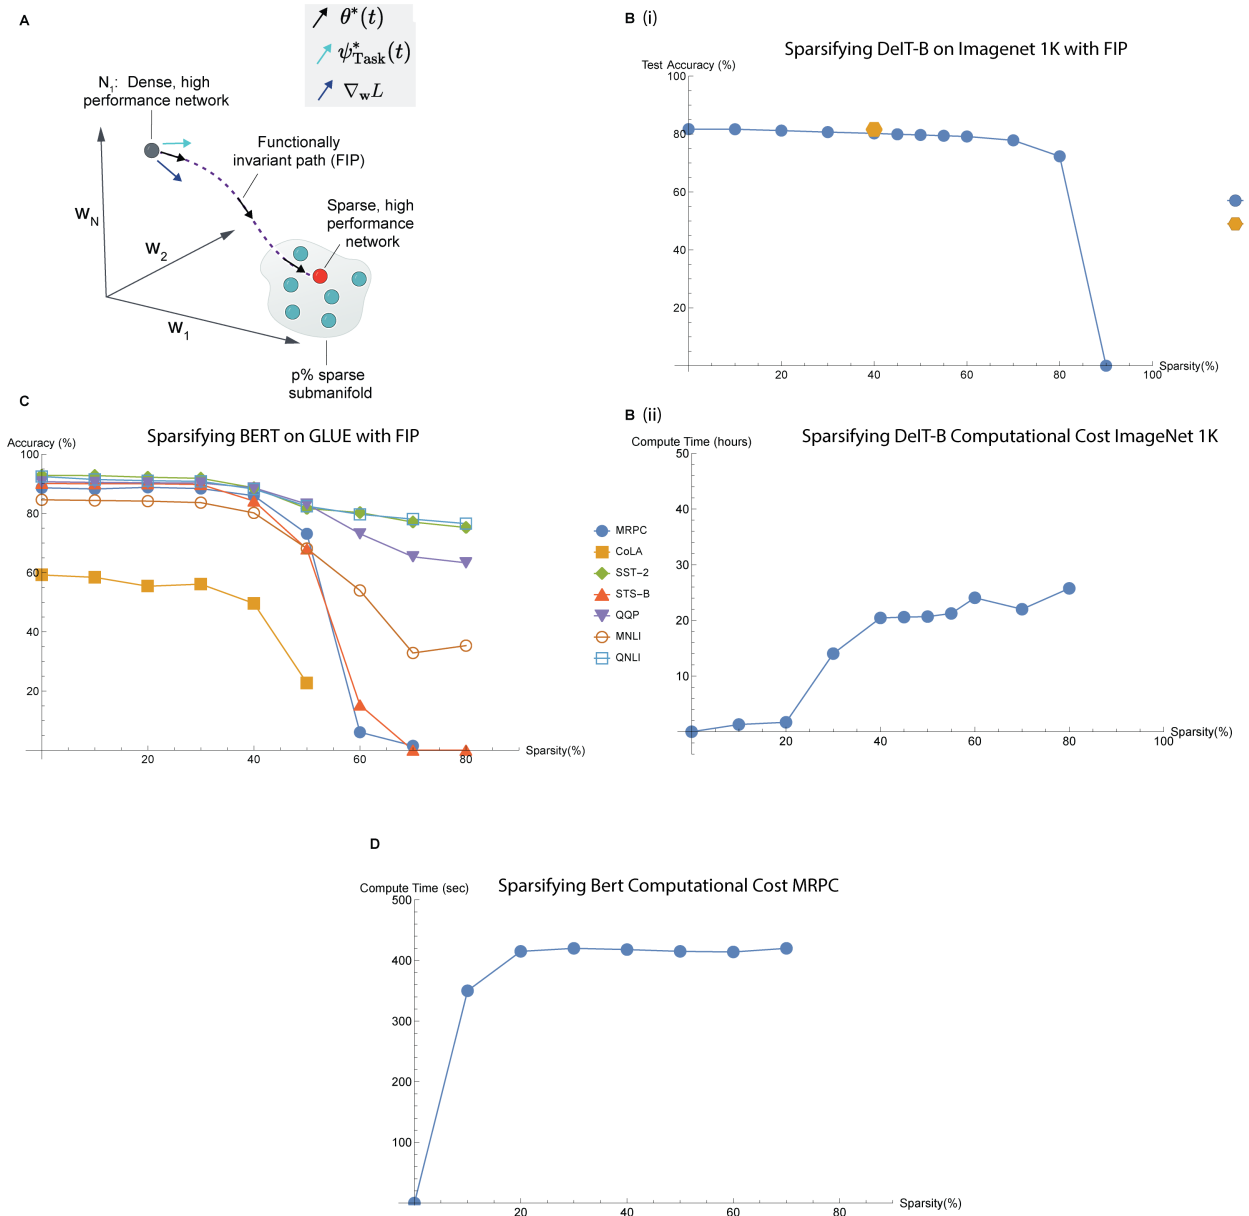 A
θ*(t)
ψ*Task(t)
∇wL
N1: Dense, high
performance network
Functionally
invariant path (FIP)
Sparse, high
performance
network
WN
W2
W1
p% sparse
submanifold
B (i)
Sparsifying DeIT-B on Imagenet 1K with FIP
Test Accuracy (%)
100
80
60
40
20
20
40
60
80
100
Sparsity(%)
C
Sparsifying BERT on GLUE with FIP
Accuracy (%)
100
80
60
40
20
20
40
60
80
Sparsity(%)
MRPC
CoLA
SST-2
STS-B
QQP
MNLI
QNLI
B (ii)
Sparsifying DeIT-B Computational Cost ImageNet 1K
Compute Time (hours)
50
40
30
20
10
20
40
60
80
100
Sparsity(%)
D
Sparsifying Bert Computational Cost MRPC
Compute Time (sec)
500
400
300
200
100
20
40
60
80
Sparsity(%)